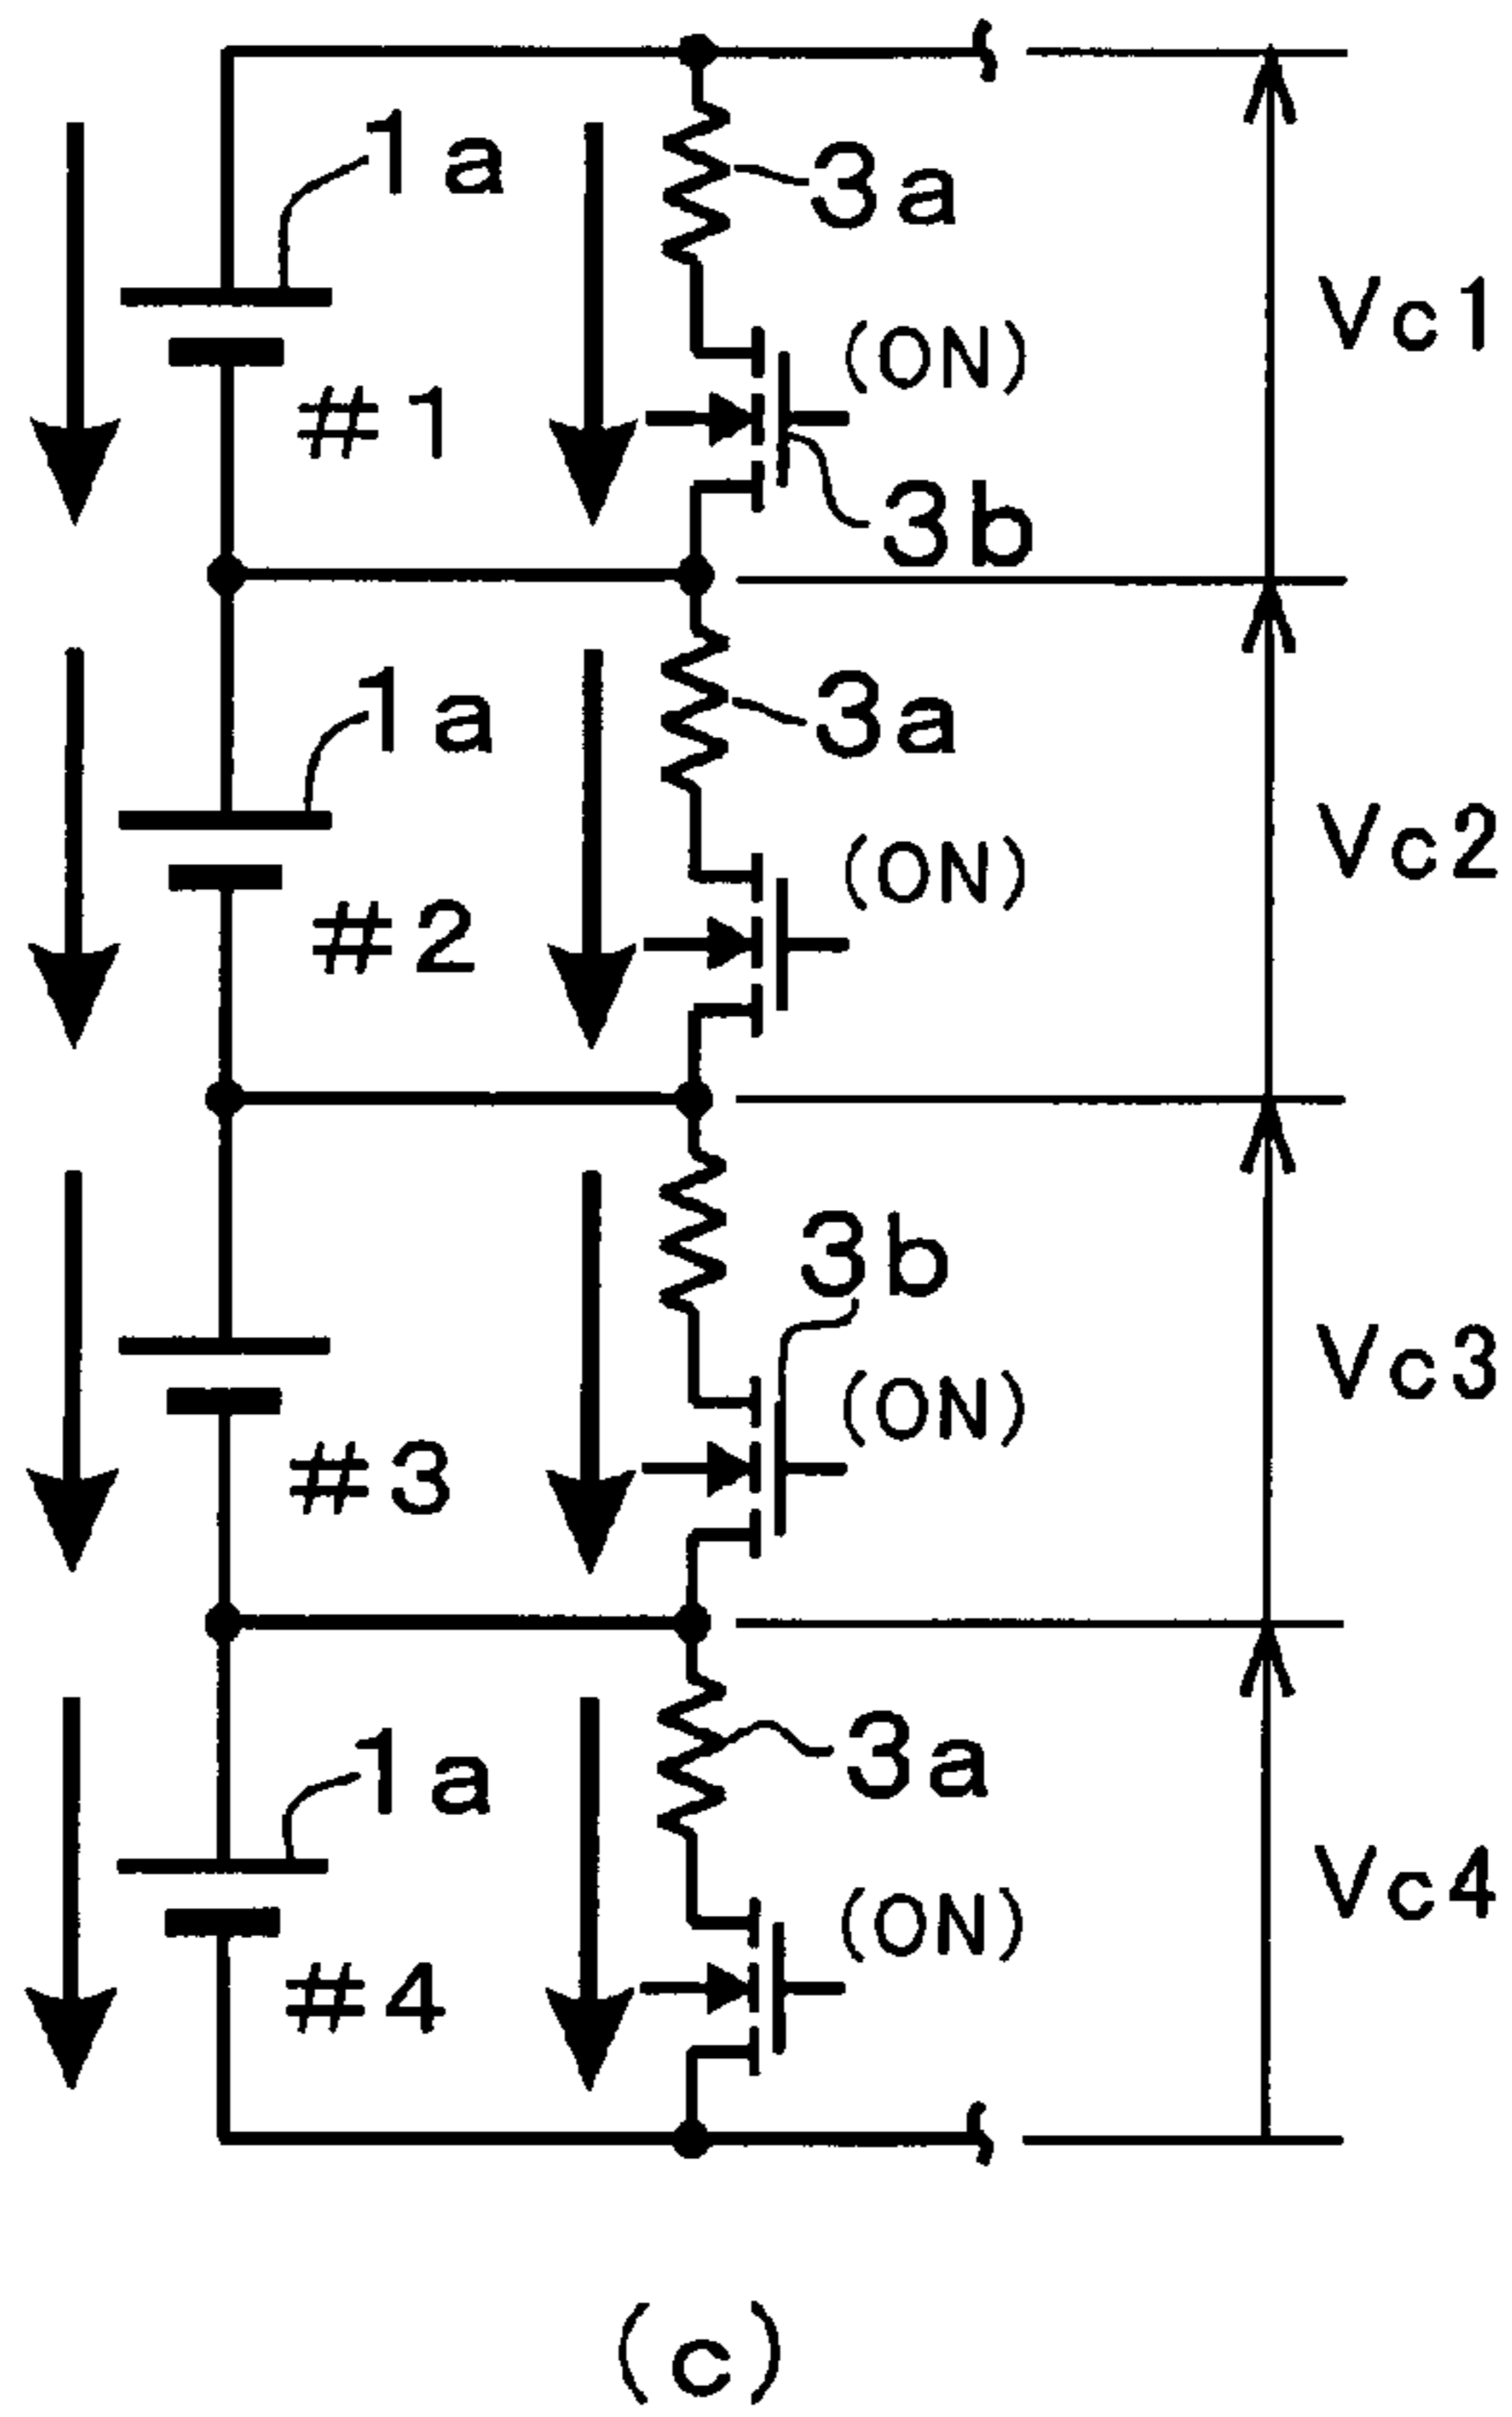 1a
3a
(ON)
Vc1
#1
3b
1a
3a
(ON)
Vc2
#2
3b
(ON)
Vc3
#3
1a
3a
(ON)
Vc4
#4
(c)